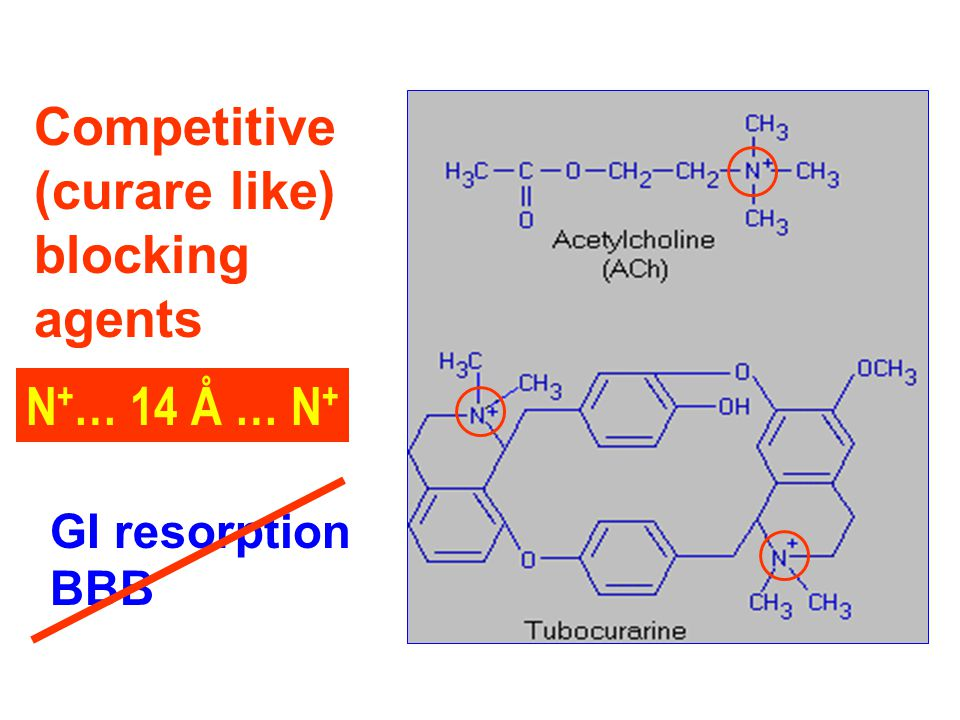 Competitive
(curare like)
blocking
agents
N⁺… 14 Å … N⁺
GI resorption
BBB
CH₃
H₃C—C—O—CH₂—CH₂—N⁺—CH₃
O
CH₃
Acetylcholine
(ACh)
H₃C
CH₃
N⁺
O
OCH₃
OH
O
N⁺
CH₃ CH₃
Tubocurarine